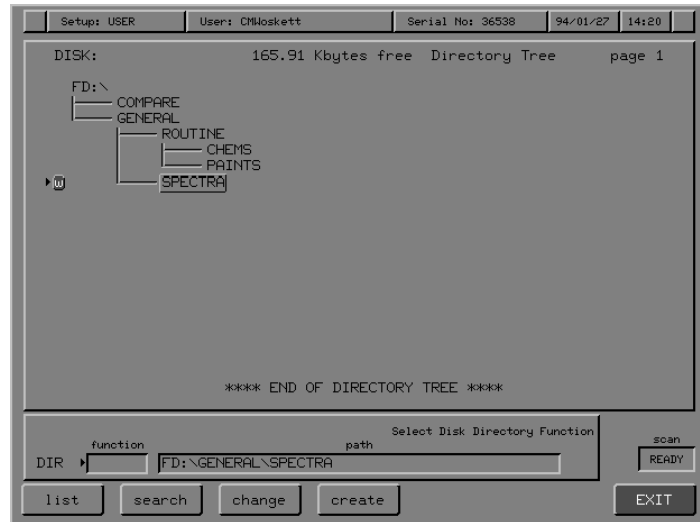 Setup: USER User: CMWoskett Serial No: 36538 94/01/27 14:20
DISK: 165.91 Kbytes free Directory Tree page 1
FD:\
COMPARE
GENERAL
ROUTINE
CHEMS
PAINTS
W SPECTRA
**** END OF DIRECTORY TREE ****
Select Disk Directory Function
function path scan
DIR FD:\GENERAL\SPECTRA READY
list search change create EXIT